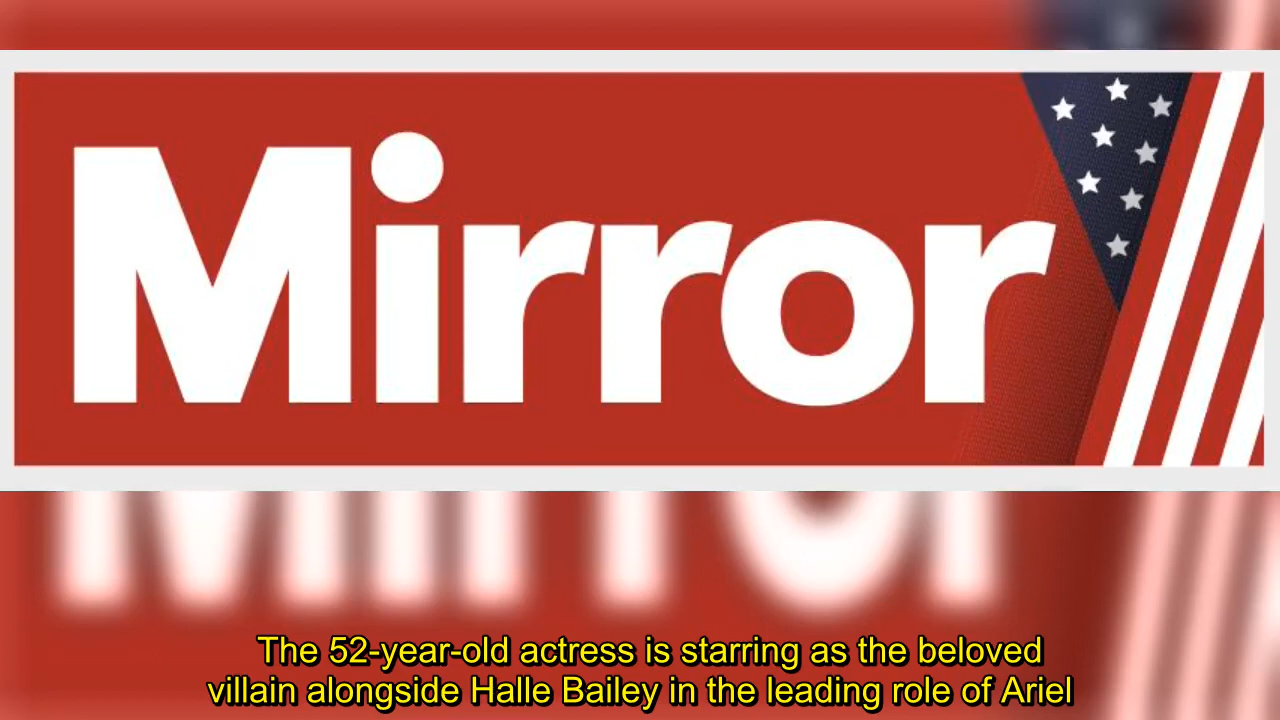 Mirror
The 52-year-old actress is starring as the beloved
villain alongside Halle Bailey in the leading role of Ariel